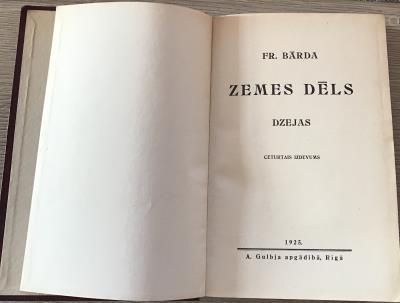 FR. BĀRDA
ZEMES DĒLS
DZEJAS
CETURTAIS IZDEVUMS
1925.
A. Gulbja apgādībā, Rīgā